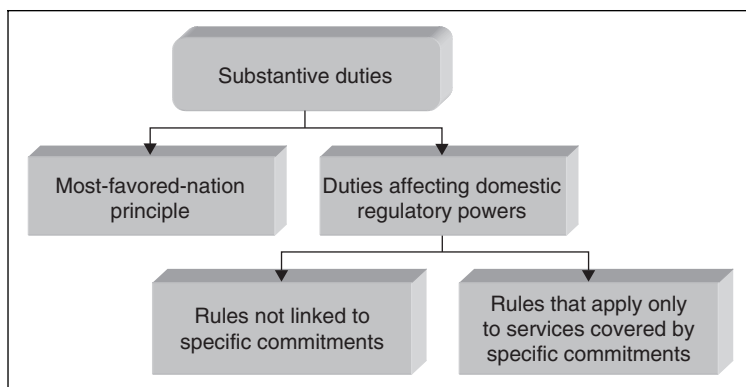 Substantive duties
Most-favored-nation
principle
Duties affecting domestic
regulatory powers
Rules not linked to
specific commitments
Rules that apply only
to services covered by
specific commitments